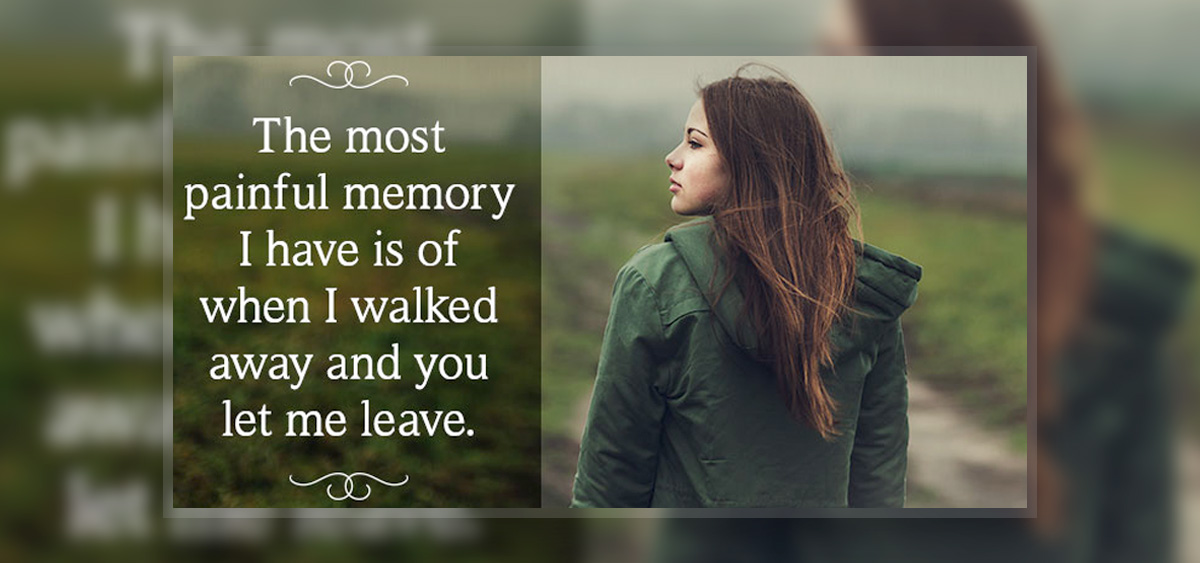 The most
painful memory
I have is of
when I walked
away and you
let me leave.